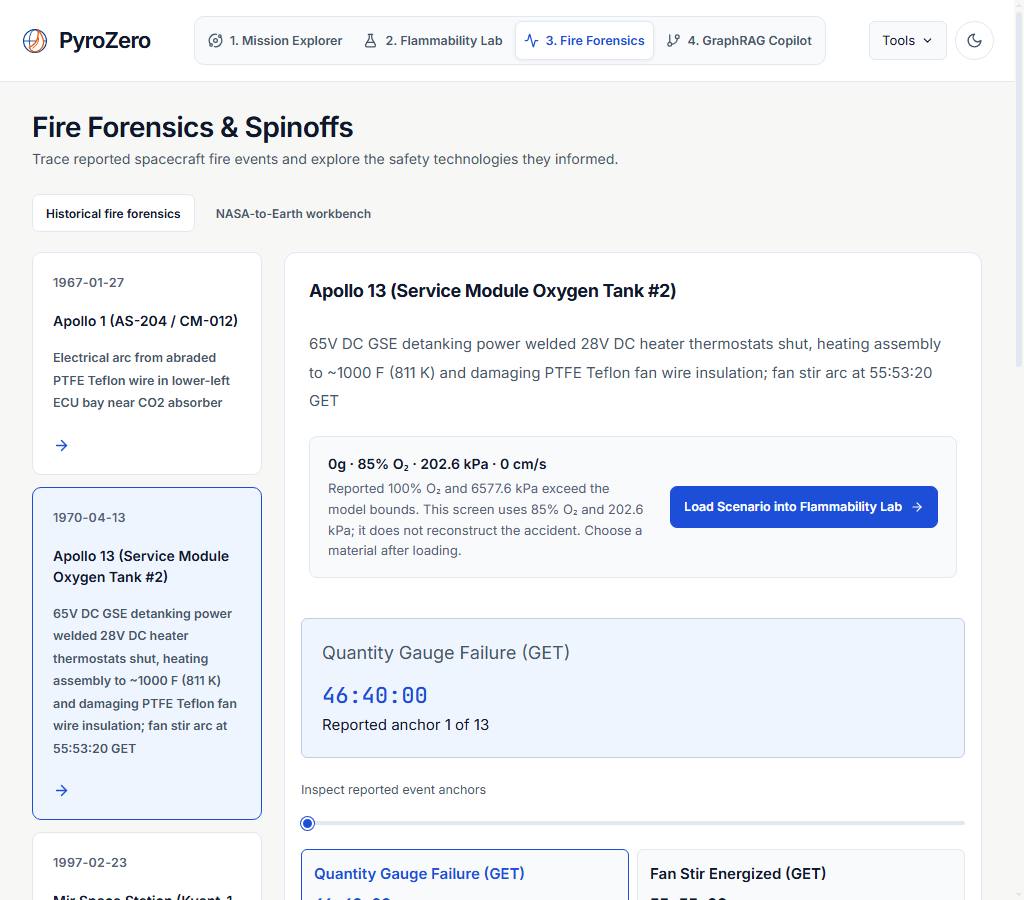 PyroZero
1. Mission Explorer
2. Flammability Lab
3. Fire Forensics
4. GraphRAG Copilot
Tools
Fire Forensics & Spinoffs
Trace reported spacecraft fire events and explore the safety technologies they informed.
Historical fire forensics
NASA-to-Earth workbench
1967-01-27
Apollo 1 (AS-204 / CM-012)
Electrical arc from abraded
PTFE Teflon wire in lower-left
ECU bay near CO2 absorber
1970-04-13
Apollo 13 (Service Module
Oxygen Tank #2)
65V DC GSE detanking power
welded 28V DC heater
thermostats shut, heating
assembly to ~1000 F (811 K)
and damaging PTFE Teflon fan
wire insulation; fan stir arc at
55:53:20 GET
1997-02-23
Mir Space Station (Kvant-1
Apollo 13 (Service Module Oxygen Tank #2)
65V DC GSE detanking power welded 28V DC heater thermostats shut, heating assembly
to ~1000 F (811 K) and damaging PTFE Teflon fan wire insulation; fan stir arc at 55:53:20
GET
0g · 85% O₂ · 202.6 kPa · 0 cm/s
Reported 100% O₂ and 6577.6 kPa exceed the
model bounds. This screen uses 85% O₂ and 202.6
kPa; it does not reconstruct the accident. Choose a
material after loading.
Load Scenario into Flammability Lab
Quantity Gauge Failure (GET)
46:40:00
Reported anchor 1 of 13
Inspect reported event anchors
Quantity Gauge Failure (GET)
46:40:00
Fan Stir Energized (GET)